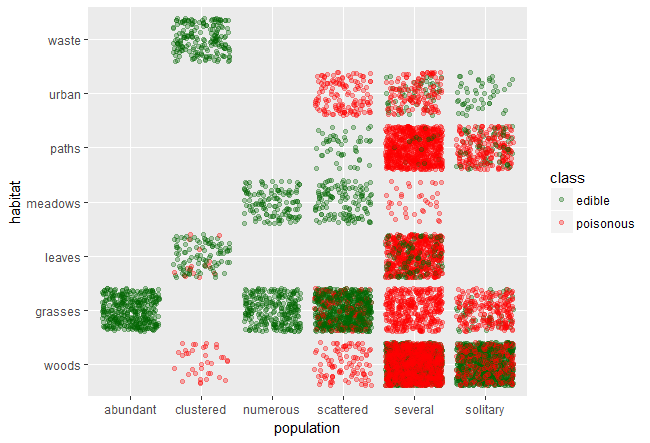 waste
urban
paths
meadows
leaves
grasses
woods
habitat
abundant clustered numerous scattered several solitary
population
class
edible
poisonous